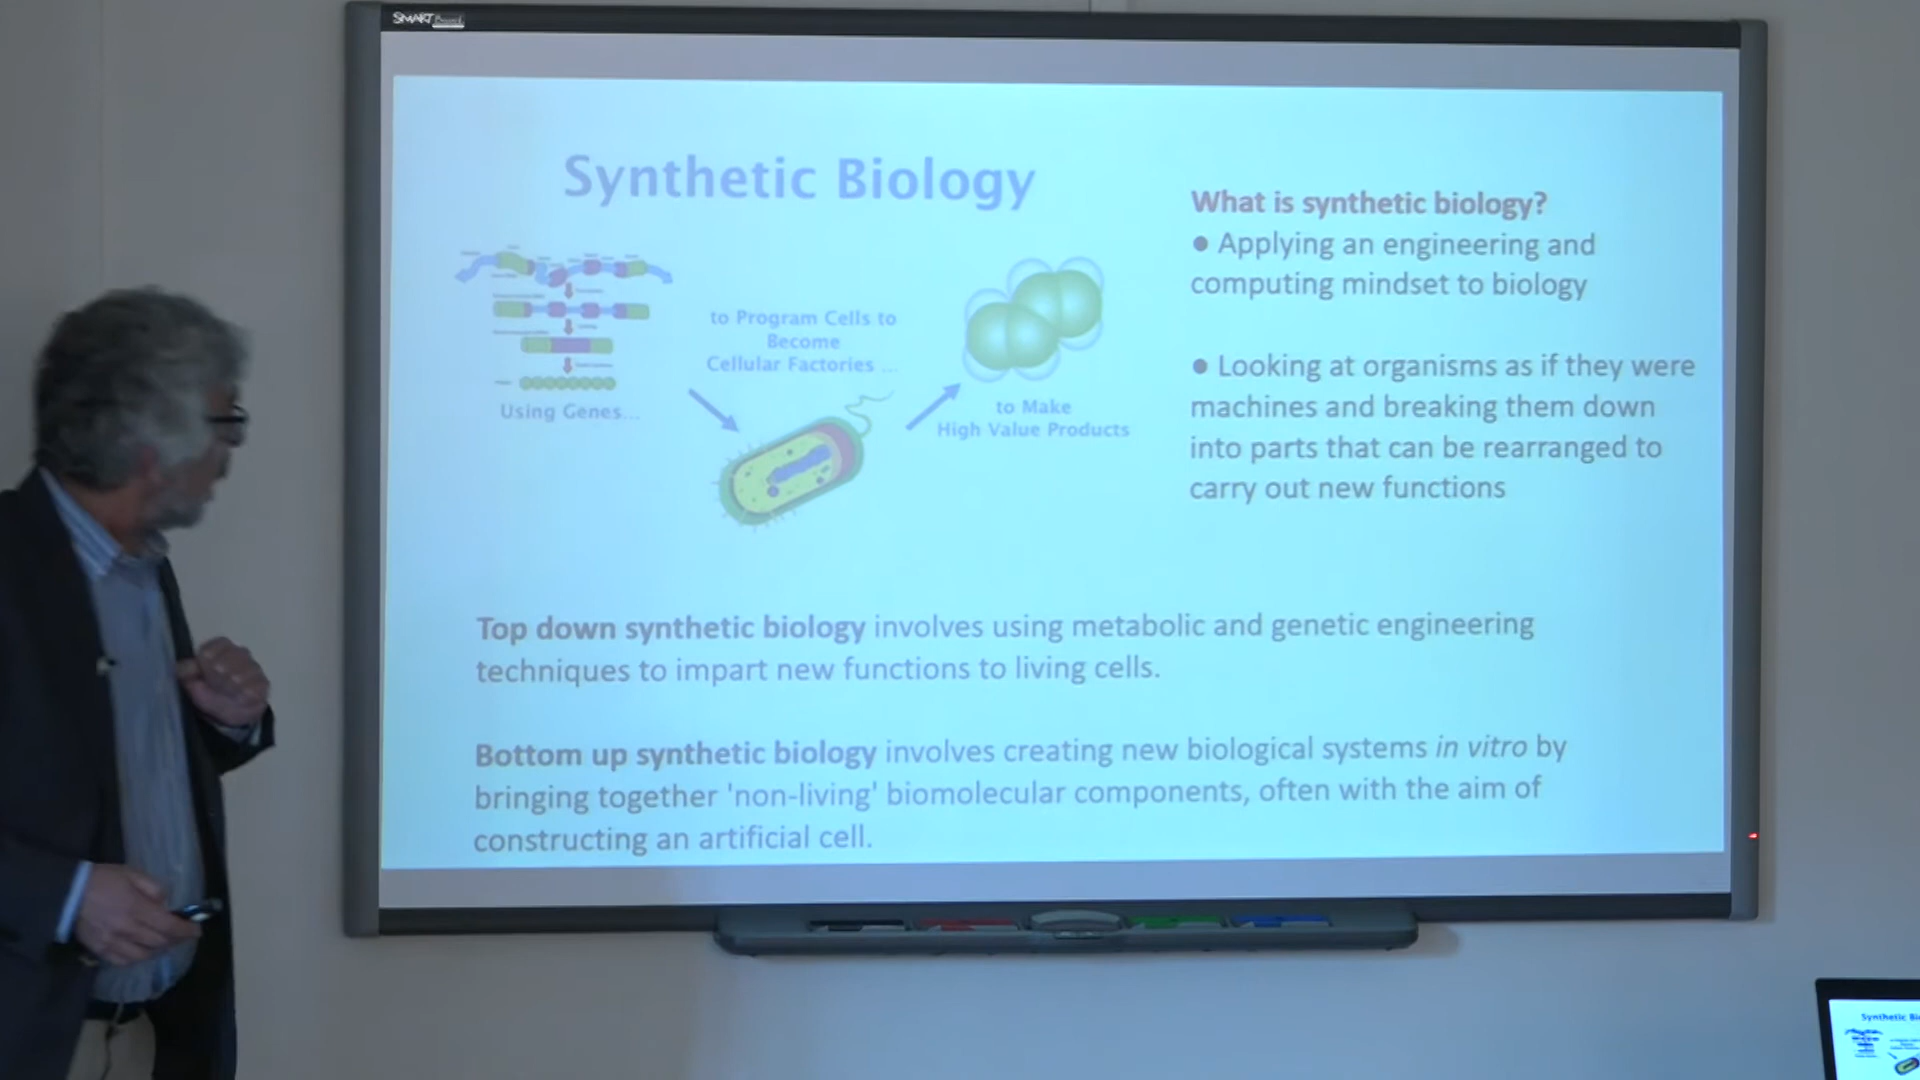 SMART Board
Synthetic Biology
Using Genes...
to Program Cells to
Become
Cellular Factories ...
to Make
High Value Products
What is synthetic biology?
● Applying an engineering and
computing mindset to biology
● Looking at organisms as if they were
machines and breaking them down
into parts that can be rearranged to
carry out new functions
Top down synthetic biology involves using metabolic and genetic engineering
techniques to impart new functions to living cells.
Bottom up synthetic biology involves creating new biological systems in vitro by
bringing together 'non-living' biomolecular components, often with the aim of
constructing an artificial cell.
Synthetic Bi